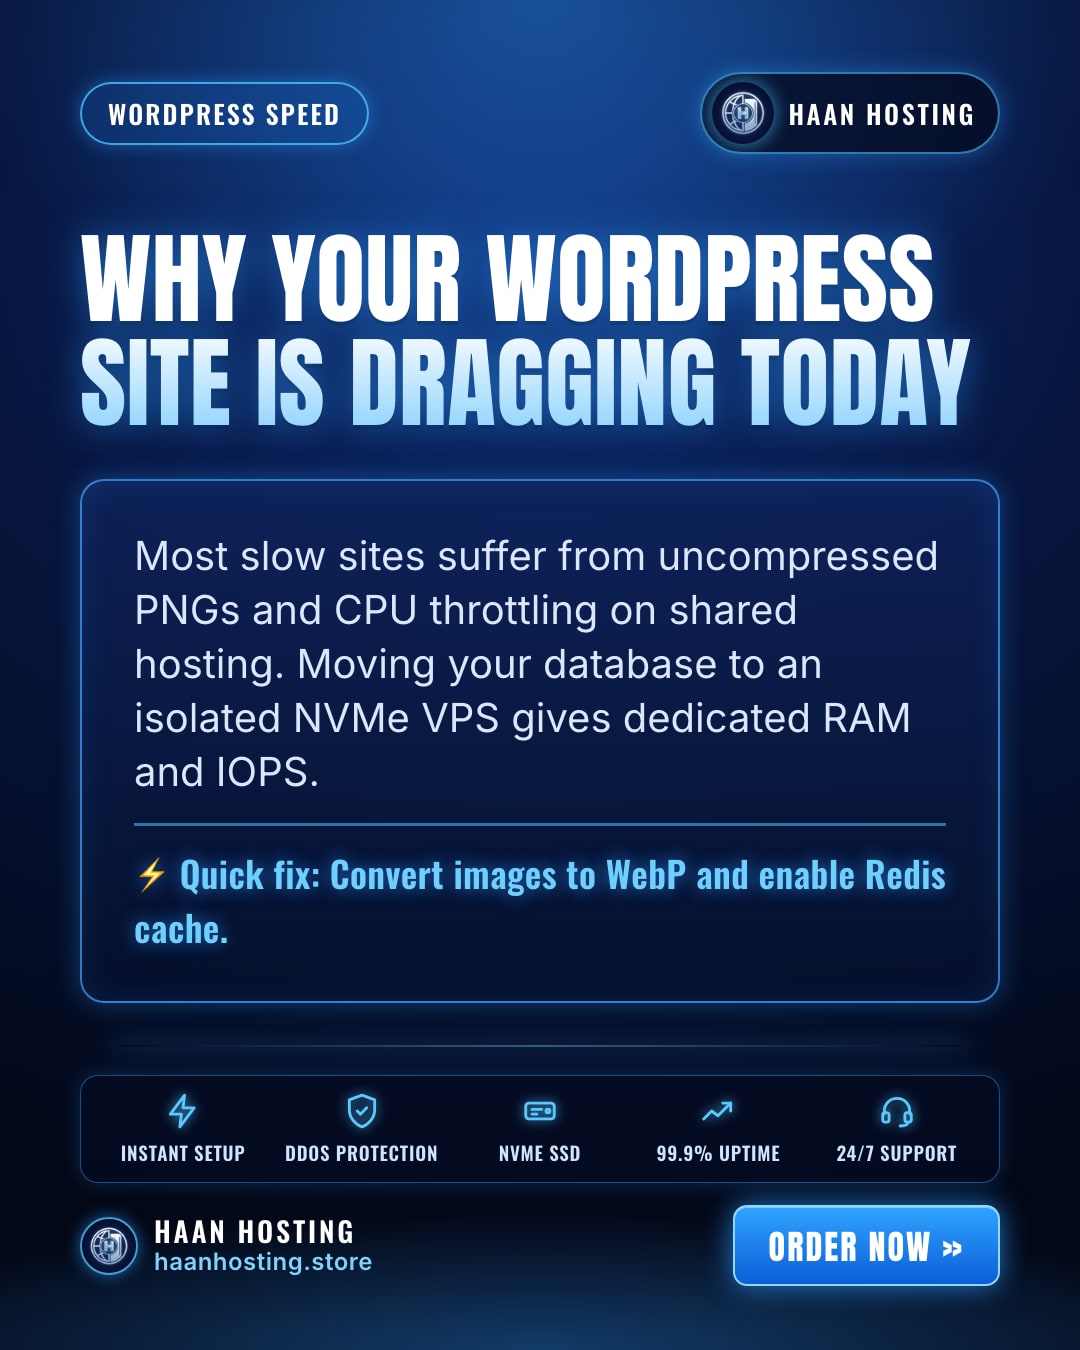 WORDPRESS SPEED
HAAN HOSTING
WHY YOUR WORDPRESS
SITE IS DRAGGING TODAY
Most slow sites suffer from uncompressed
PNGs and CPU throttling on shared
hosting. Moving your database to an
isolated NVMe VPS gives dedicated RAM
and IOPS.
⚡ Quick fix: Convert images to WebP and enable Redis
cache.
INSTANT SETUP
DDOS PROTECTION
NVME SSD
99.9% UPTIME
24/7 SUPPORT
HAAN HOSTING
haanhosting.store
ORDER NOW »